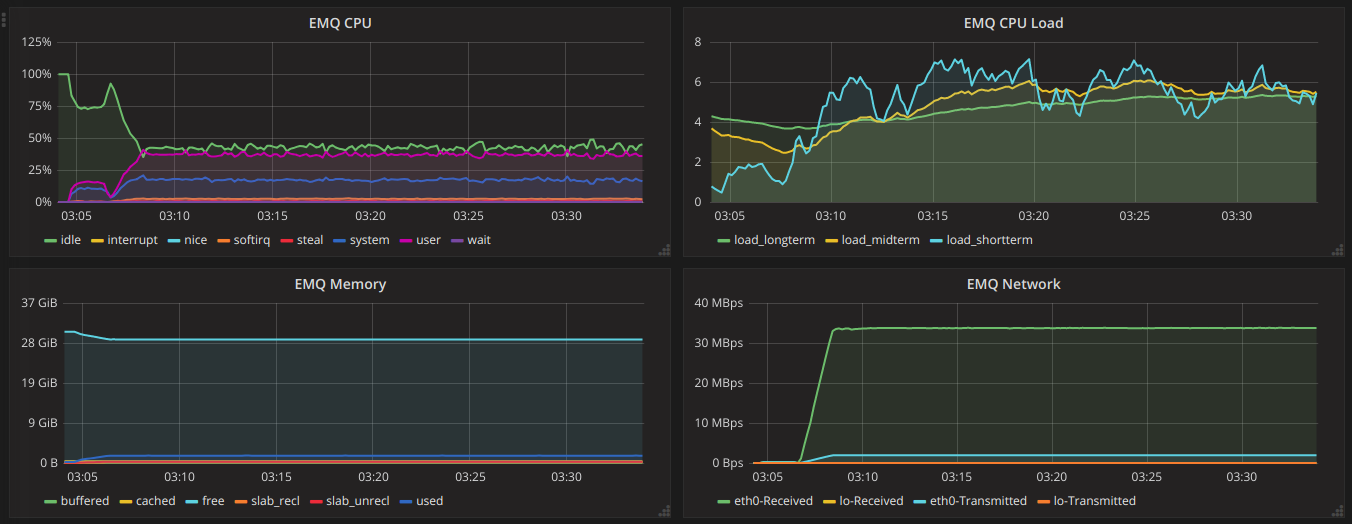 EMQ CPU
125%
100%
75%
50%
25%
0%
03:05 03:10 03:15 03:20 03:25 03:30
idle interrupt nice softirq steal system user wait
EMQ CPU Load
8
6
4
2
0
03:05 03:10 03:15 03:20 03:25 03:30
load_longterm load_midterm load_shortterm
EMQ Memory
37 GiB
28 GiB
19 GiB
9 GiB
0 B
03:05 03:10 03:15 03:20 03:25 03:30
buffered cached free slab_recl slab_unrecl used
EMQ Network
40 MBps
30 MBps
20 MBps
10 MBps
0 Bps
03:05 03:10 03:15 03:20 03:25 03:30
eth0-Received lo-Received eth0-Transmitted lo-Transmitted